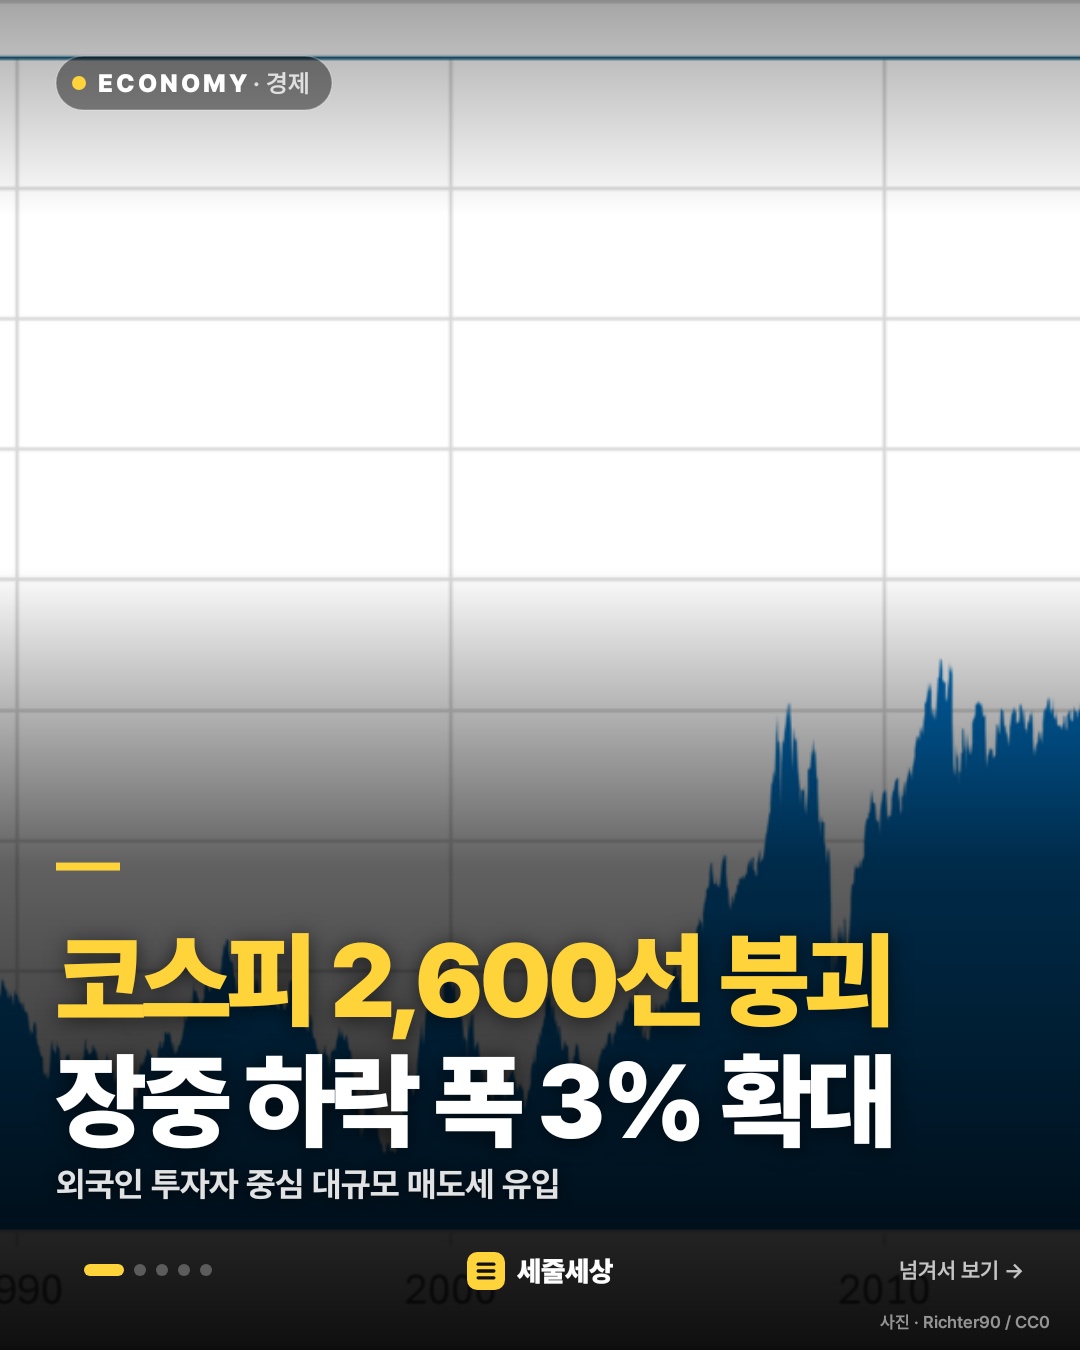 ECONOMY · 경제
코스피 2,600선 붕괴
장중 하락 폭 3% 확대
외국인 투자자 중심 대규모 매도세 유입
세줄세상
넘겨서 보기 →
990
2000
2010
사진 · Richter90 / CC0